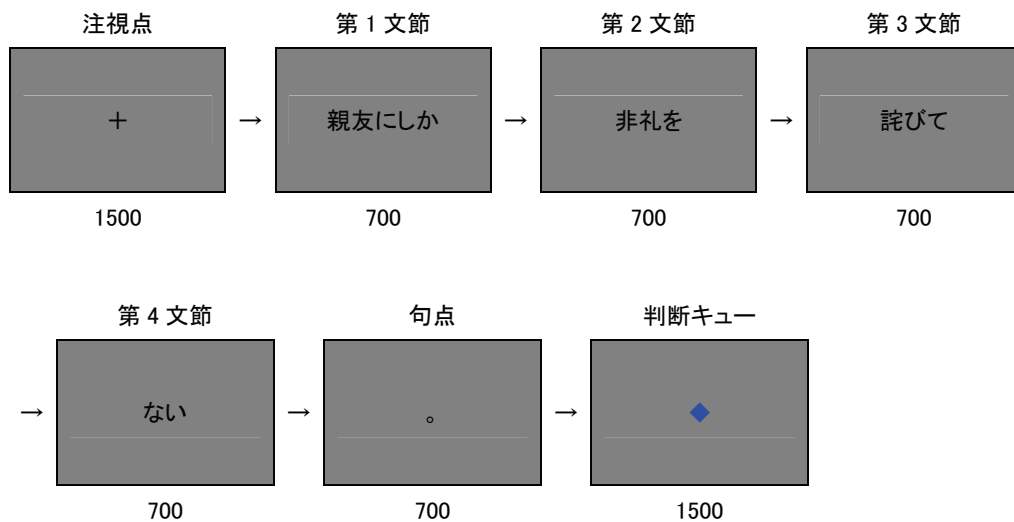 注視点 第1文節 第2文節 第3文節
+ → 親友にしか → 非礼を → 詫びて
1500 700 700 700
第4文節 句点 判断キュー
→ ない → 。 → ◆
700 700 1500